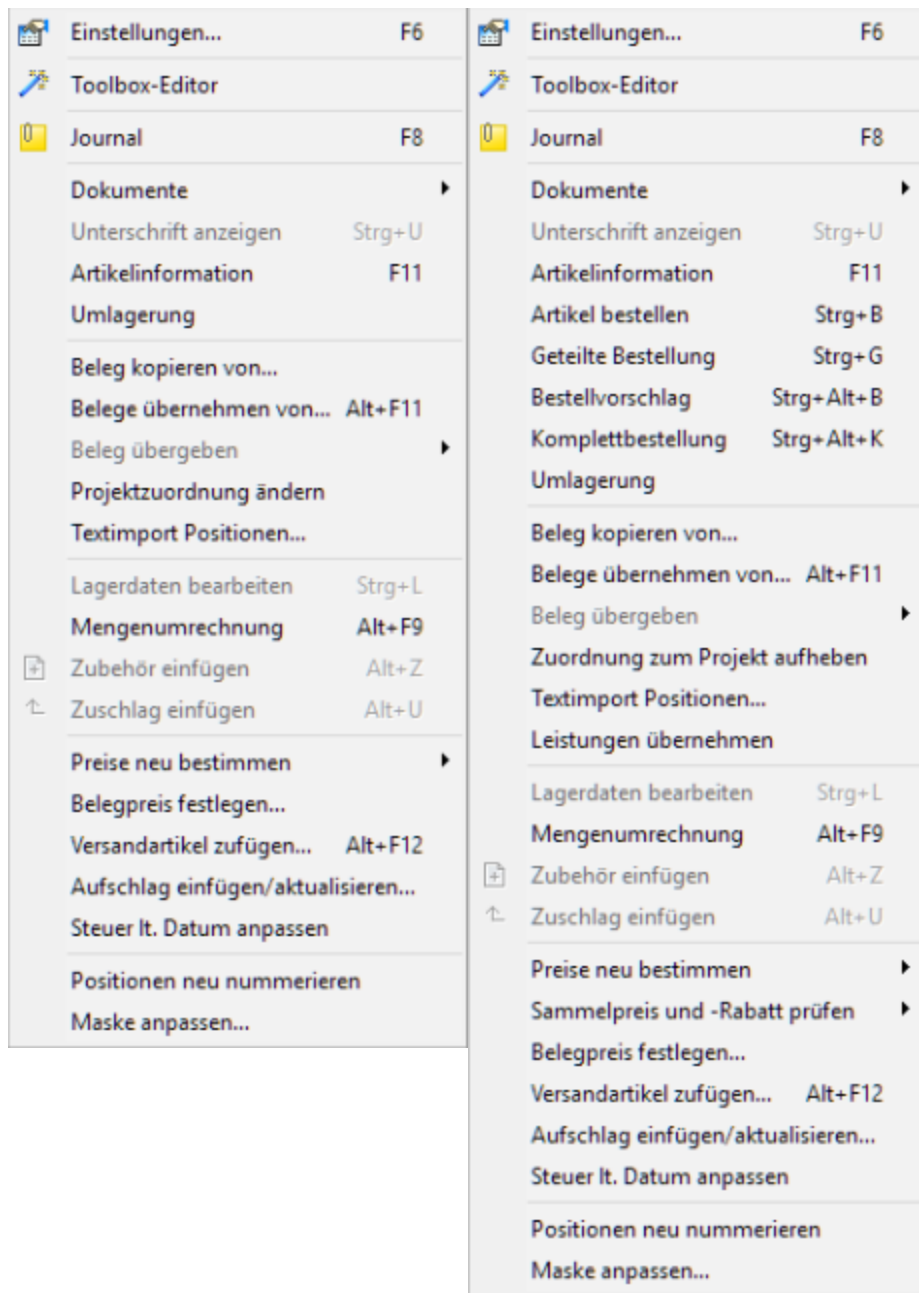 Einstellungen... F6
Toolbox-Editor
Journal F8
Dokumente
Unterschrift anzeigen Strg+U
Artikelinformation F11
Umlagerung
Beleg kopieren von...
Belege übernehmen von... Alt+F11
Beleg übergeben
Projektzuordnung ändern
Textimport Positionen...
Lagerdaten bearbeiten Strg+L
Mengenumrechnung Alt+F9
Zubehör einfügen Alt+Z
Zuschlag einfügen Alt+U
Preise neu bestimmen
Belegpreis festlegen...
Versandartikel zufügen... Alt+F12
Aufschlag einfügen/aktualisieren...
Steuer lt. Datum anpassen
Positionen neu nummerieren
Maske anpassen...
Einstellungen... F6
Toolbox-Editor
Journal F8
Dokumente
Unterschrift anzeigen Strg+U
Artikelinformation F11
Artikel bestellen Strg+B
Geteilte Bestellung Strg+G
Bestellvorschlag Strg+Alt+B
Komplettbestellung Strg+Alt+K
Umlagerung
Beleg kopieren von...
Belege übernehmen von... Alt+F11
Beleg übergeben
Zuordnung zum Projekt aufheben
Textimport Positionen...
Leistungen übernehmen
Lagerdaten bearbeiten Strg+L
Mengenumrechnung Alt+F9
Zubehör einfügen Alt+Z
Zuschlag einfügen Alt+U
Preise neu bestimmen
Sammelpreis und -Rabatt prüfen
Belegpreis festlegen...
Versandartikel zufügen... Alt+F12
Aufschlag einfügen/aktualisieren...
Steuer lt. Datum anpassen
Positionen neu nummerieren
Maske anpassen...